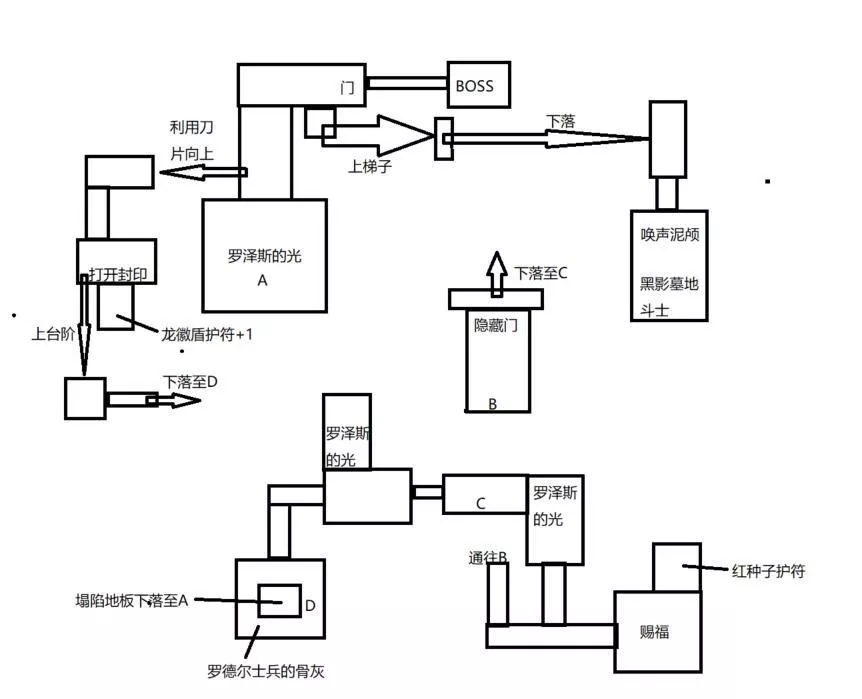 门
BOSS
利用刀
片向上
上梯子
下落
罗泽斯的光
A
唤声泥颅
黑影墓地
斗士
打开封印
上台阶
龙徽盾护符+1
下落至C
隐藏门
B
下落至D
罗泽斯
的光
C
罗泽斯
的光
通往B
红种子护符
赐福
塌陷地板下落至A
D
罗德尔士兵的骨灰